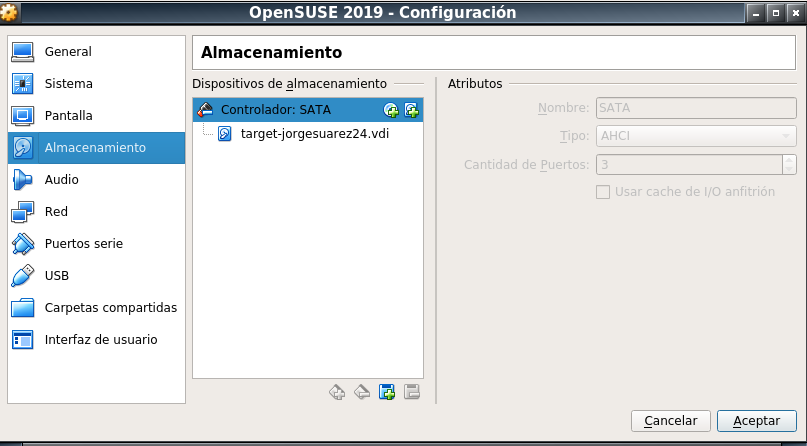 OpenSUSE 2019 - Configuración
General
Sistema
Pantalla
Almacenamiento
Audio
Red
Puertos serie
USB
Carpetas compartidas
Interfaz de usuario
Almacenamiento
Dispositivos de almacenamiento
Controlador: SATA
target-jorgesuarez24.vdi
Atributos
Nombre: SATA
Tipo: AHCI
Cantidad de Puertos: 3
Usar cache de I/O anfitrión
Cancelar
Aceptar